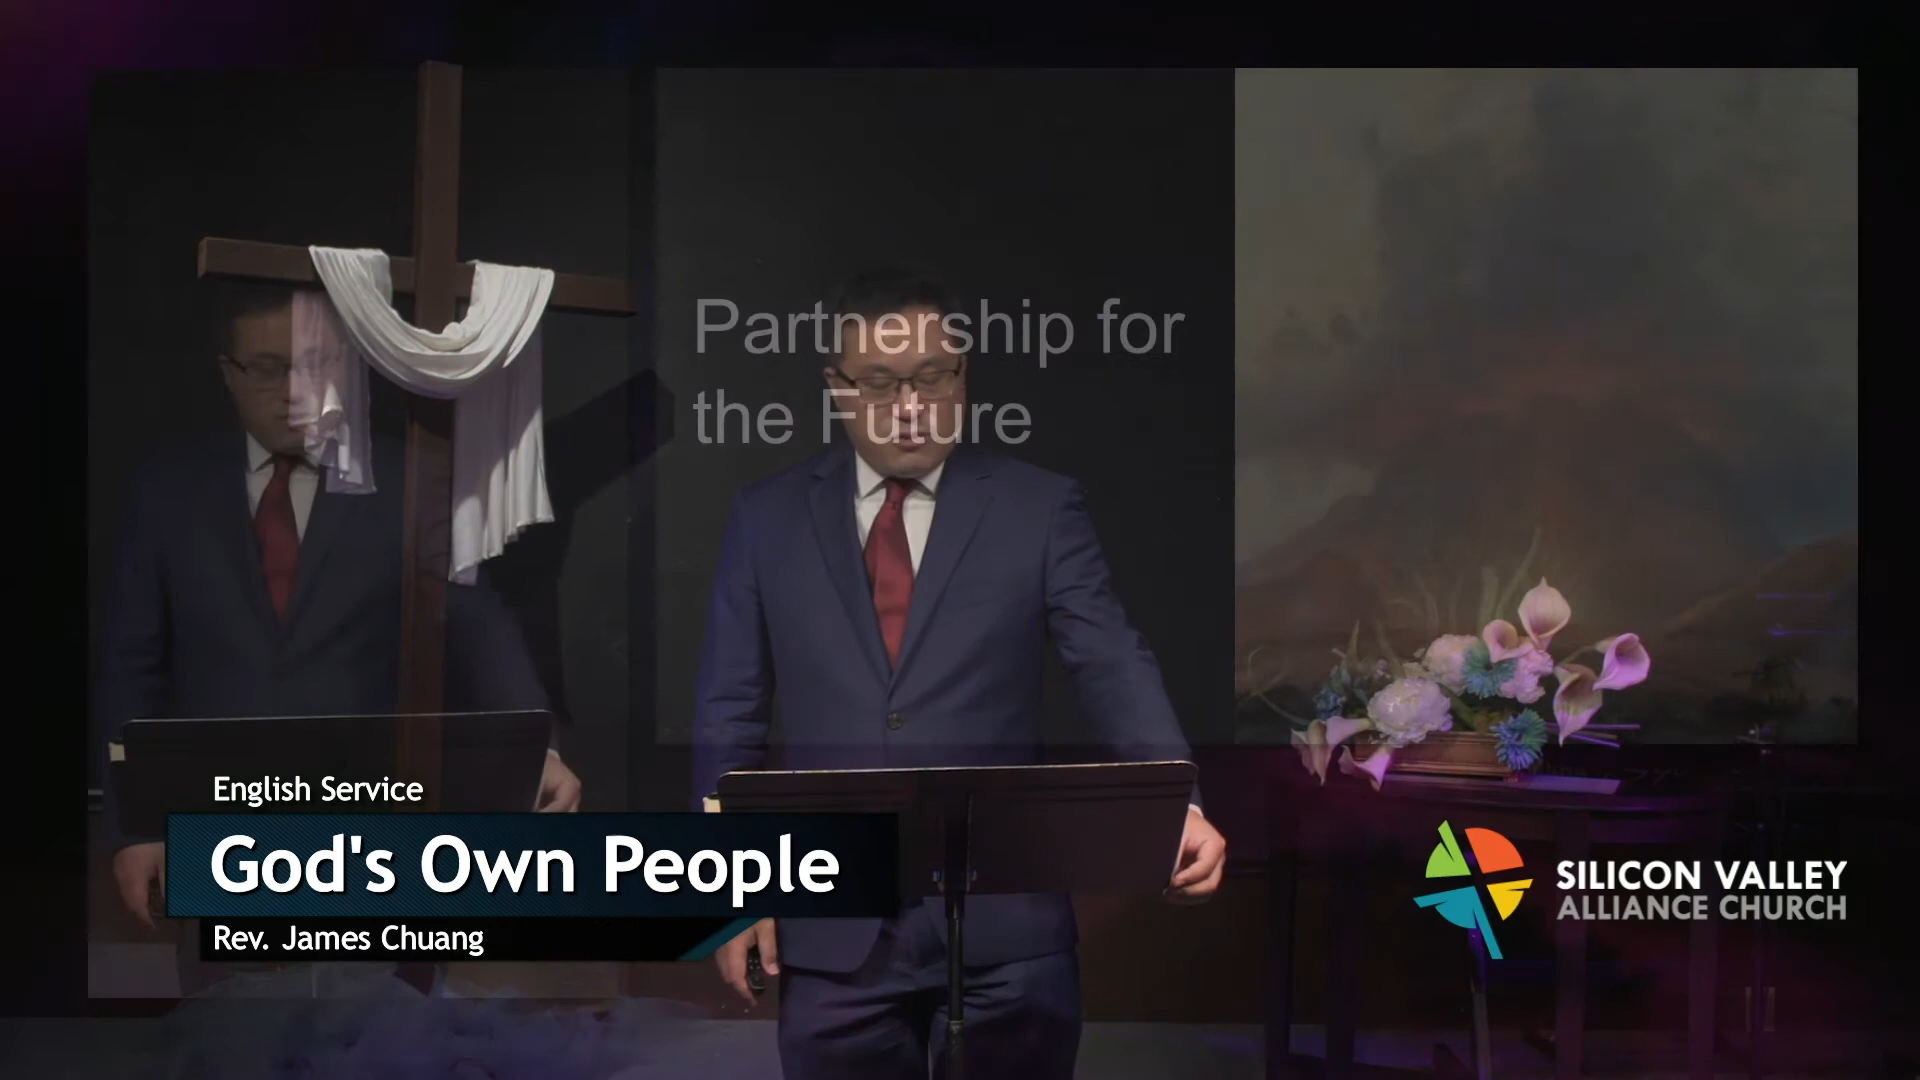 Partnership for
the Future
English Service
God's Own People
Rev. James Chuang
SILICON VALLEY
ALLIANCE CHURCH